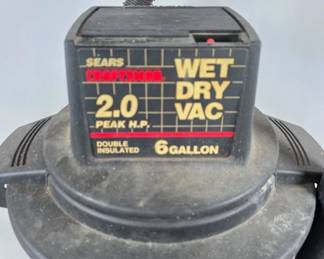 SEARS
CRAFTSMAN
WET
DRY
VAC
2.0
PEAK H.P.
DOUBLE
INSULATED
6 GALLON